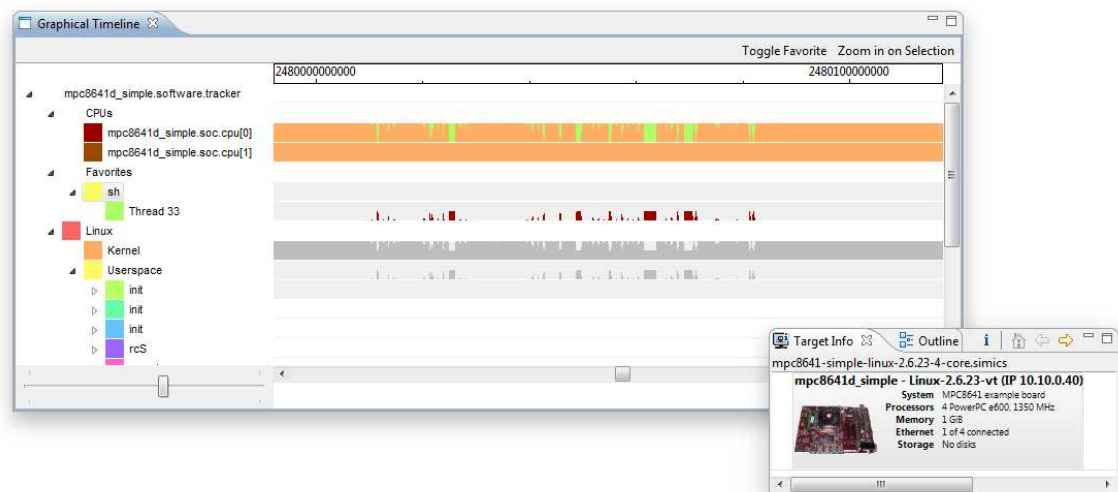 Graphical Timeline
Toggle Favorite Zoom in on Selection
2480000000000 2480100000000
mpc8641d_simple.software.tracker
CPUs
mpc8641d_simple.soc.cpu[0]
mpc8641d_simple.soc.cpu[1]
Favorites
sh
Thread 33
Linux
Kernel
Userspace
init
init
init
rcS
Target Info Outline
mpc8641-simple-linux-2.6.23-4-core.simics
mpc8641d_simple - Linux-2.6.23-vt (IP 10.10.0.40)
System MPC8641 example board
Processors 4 PowerPC e600, 1350 MHz
Memory 1 GiB
Ethernet 1 of 4 connected
Storage No disks